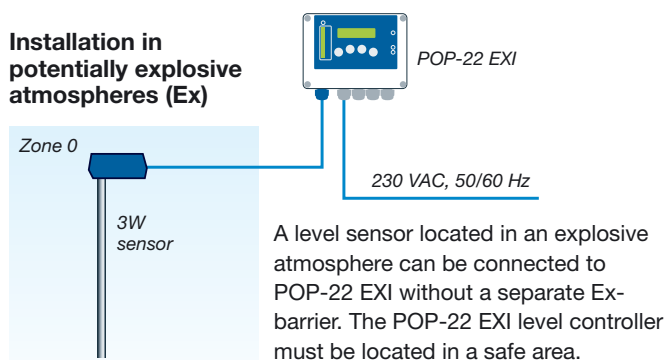 Installation in
potentially explosive
atmospheres (Ex)
POP-22 EXI
Zone 0
230 VAC, 50/60 Hz
3W
sensor
A level sensor located in an explosive
atmosphere can be connected to
POP-22 EXI without a separate Ex-
barrier. The POP-22 EXI level controller
must be located in a safe area.